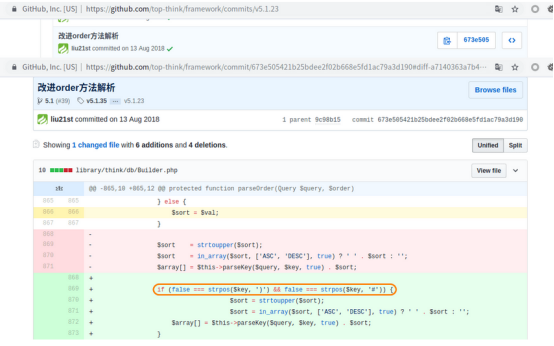 GitHub, Inc. [US] | https://github.com/top-think/framework/commits/v5.1.23
改进order方法解析
liu21st committed on 13 Aug 2018
673e505
GitHub, Inc. [US] | https://github.com/top-think/framework/commit/673e505421b25bdee2f02b668e5fd1ac79a3d190#diff-a7140363a7b4…
改进order方法解析
Browse files
5.1 (#39) v5.1.35 ... v5.1.23
liu21st committed on 13 Aug 2018
1 parent 9c98b15 commit 673e505421b25bdee2f02b668e5fd1ac79a3d190
Showing 1 changed file with 6 additions and 4 deletions.
Unified Split
10 library/think/db/Builder.php
View file
@@ -865,10 +865,12 @@ protected function parseOrder(Query $query, $order)
865 865 } else {
866 866 $sort = $val;
867 867 }
868 -
869 - $sort = strtoupper($sort);
870 - $sort = in_array($sort, ['ASC', 'DESC'], true) ? ' ' . $sort : '';
871 - $array[] = $this->parseKey($query, $key, true) . $sort;
868 +
869 + if (false === strpos($key, ')') && false === strpos($key, '#')) {
870 + $sort = strtoupper($sort);
871 + $sort = in_array($sort, ['ASC', 'DESC'], true) ? ' ' . $sort : '';
872 + $array[] = $this->parseKey($query, $key, true) . $sort;
873 + }